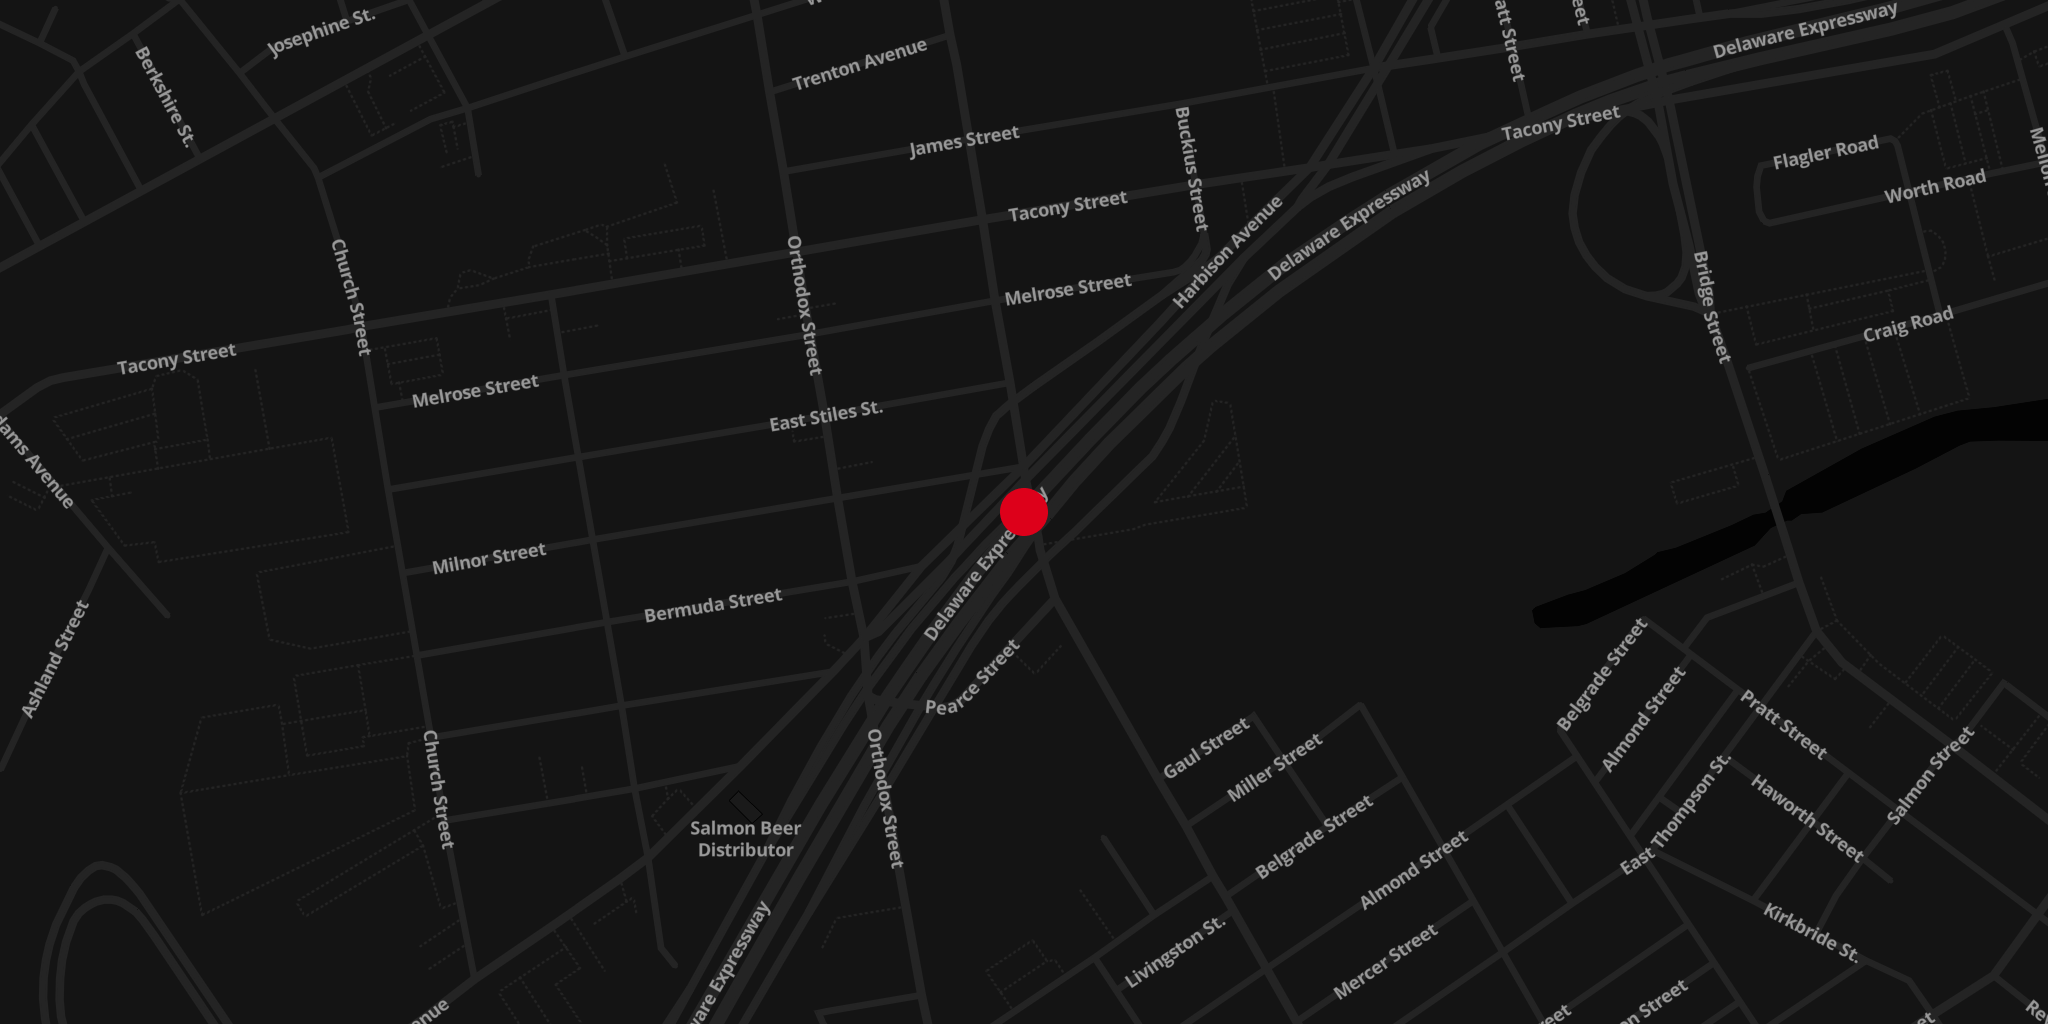 Josephine St.
Berkshire St.
Trenton Avenue
Delaware Expressway
James Street
Buckius Street
Tacony Street
Flagler Road
Worth Road
Tacony Street
Delaware Expressway
Harbison Avenue
Church Street
Orthodox Street
Melrose Street
Bridge Street
Craig Road
Tacony Street
Melrose Street
East Stiles St.
Avenue
Milnor Street
Bermuda Street
Delaware Expre
y
Ashland Street
Pearce Street
Belgrade Street
Almond Street
Pratt Street
Gaul Street
Miller Street
Church Street
Orthodox Street
East Thompson St.
Haworth Street
Salmon Street
Salmon Beer
Distributor
Belgrade Street
Almond Street
Kirkbride St.
Livingston St.
Mercer Street
Expressway
Street